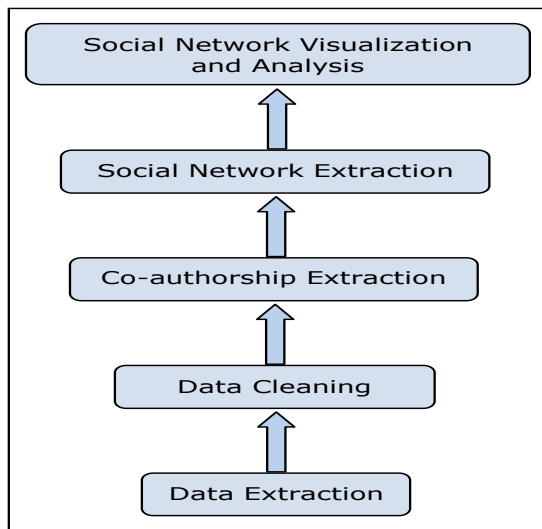 Social Network Visualization
and Analysis
Social Network Extraction
Co-authorship Extraction
Data Cleaning
Data Extraction